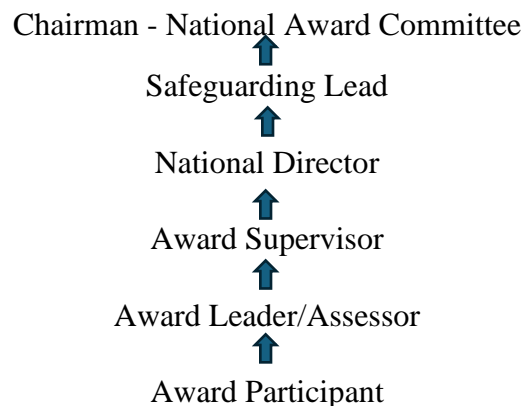 Chairman - National Award Committee
Safeguarding Lead
National Director
Award Supervisor
Award Leader/Assessor
Award Participant